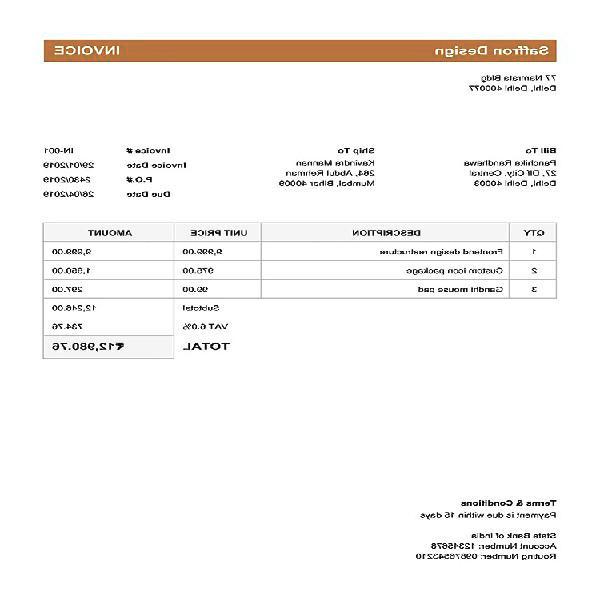 Saffron Design INVOICE
77 Namrata Bldg
Delhi, Delhi 400077
Bill To Ship To Invoice # IN-001
Panchika Randhawa Kavindra Mannan Invoice Date 29/01/2019
27, Dlf City, Central 264, Abdul Rehman P.O.# 2430/2019
Delhi, Delhi 40003 Mumbai, Bihar 40009 Due Date 26/04/2019
QTY DESCRIPTION UNIT PRICE AMOUNT
1 Frontend design restructure 9,999.00 9,999.00
2 Custom icon package 975.00 1,950.00
3 Gandhi mouse pad 99.00 297.00
Subtotal 12,246.00
VAT 6.0% 734.76
TOTAL ₹12,980.76
Terms & Conditions
Payment is due within 15 days
State Bank of India
Account Number: 12345678
Routing Number: 09876543210